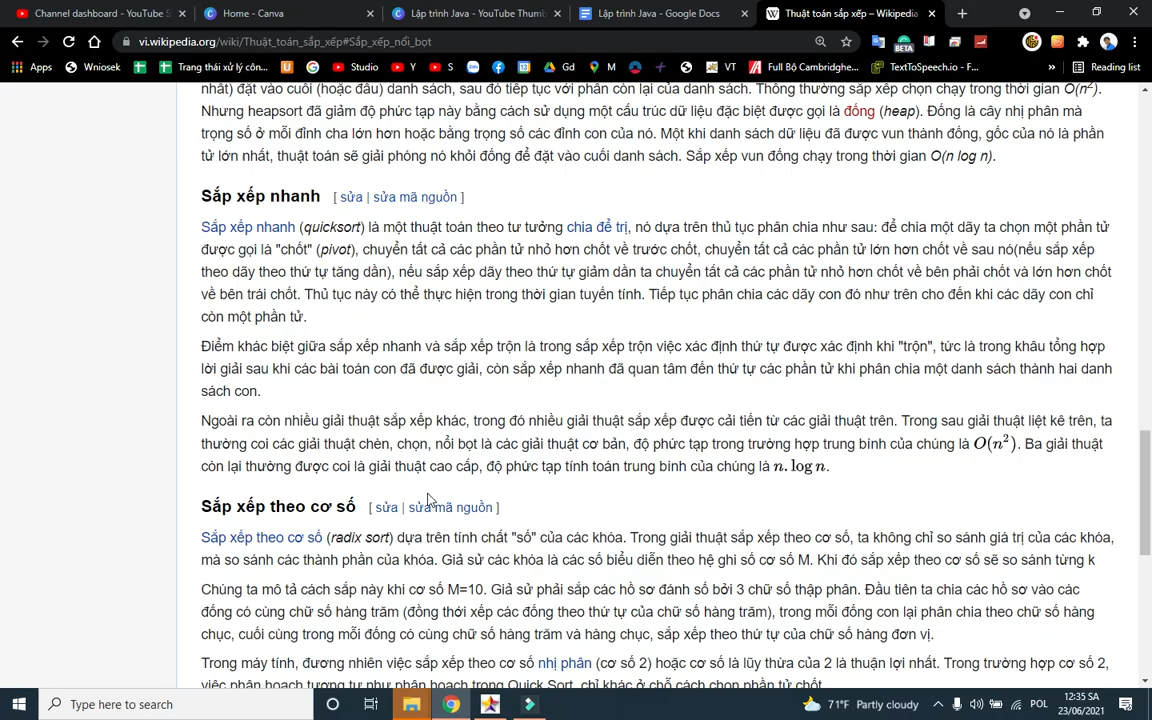 Channel dashboard - YouTube S
Home - Canva
Lập trình Java - YouTube Thumb
Lập trình Java - Google Docs
Thuật toán sắp xếp – Wikipedia
vi.wikipedia.org/wiki/Thuật_toán_sắp_xếp#Sắp_xếp_nổi_bọt
BETA
Apps
Wniosek
Trạng thái xử lý côn...
Studio
Y
S
Gd
M
VT
Full Bộ Cambridghe...
TextToSpeech.io - F...
»
Reading list
nhất) đặt vào cuối (hoặc đầu) danh sách, sau đó tiếp tục với phần còn lại của danh sách. Thông thường sắp xếp chọn chạy trong thời gian O(n²).
Nhưng heapsort đã giảm độ phức tạp này bằng cách sử dụng một cấu trúc dữ liệu đặc biệt được gọi là đống (heap). Đống là cây nhị phân mà
trọng số ở mỗi đỉnh cha lớn hơn hoặc bằng trọng số các đỉnh con của nó. Một khi danh sách dữ liệu đã được vun thành đống, gốc của nó là phần
tử lớn nhất, thuật toán sẽ giải phóng nó khỏi đống để đặt vào cuối danh sách. Sắp xếp vun đống chạy trong thời gian O(n log n).
Sắp xếp nhanh [ sửa | sửa mã nguồn ]
Sắp xếp nhanh (quicksort) là một thuật toán theo tư tưởng chia để trị, nó dựa trên thủ tục phân chia như sau: để chia một dãy ta chọn một phần tử
được gọi là "chốt" (pivot), chuyển tất cả các phần tử nhỏ hơn chốt về trước chốt, chuyển tất cả các phần tử lớn hơn chốt về sau nó(nếu sắp xếp
theo dãy theo thứ tự tăng dần), nếu sắp xếp dãy theo thứ tự giảm dần ta chuyển tất cả các phần tử nhỏ hơn chốt về bên phải chốt và lớn hơn chốt
về bên trái chốt. Thủ tục này có thể thực hiện trong thời gian tuyến tính. Tiếp tục phân chia các dãy con đó như trên cho đến khi các dãy con chỉ
còn một phần tử.
Điểm khác biệt giữa sắp xếp nhanh và sắp xếp trộn là trong sắp xếp trộn việc xác định thứ tự được xác định khi "trộn", tức là trong khâu tổng hợp
lời giải sau khi các bài toán con đã được giải, còn sắp xếp nhanh đã quan tâm đến thứ tự các phần tử khi phân chia một danh sách thành hai danh
sách con.
Ngoài ra còn nhiều giải thuật sắp xếp khác, trong đó nhiều giải thuật sắp xếp được cải tiến từ các giải thuật trên. Trong sau giải thuật liệt kê trên, ta
thường coi các giải thuật chèn, chọn, nổi bọt là các giải thuật cơ bản, độ phức tạp trong trường hợp trung bình của chúng là O(n²). Ba giải thuật
còn lại thường được coi là giải thuật cao cấp, độ phức tạp tính toán trung bình của chúng là n. log n.
Sắp xếp theo cơ số [ sửa | sửa mã nguồn ]
Sắp xếp theo cơ số (radix sort) dựa trên tính chất "số" của các khóa. Trong giải thuật sắp xếp theo cơ số, ta không chỉ so sánh giá trị của các khóa,
mà so sánh các thành phần của khóa. Giả sử các khóa là các số biểu diễn theo hệ ghi số cơ số M. Khi đó sắp xếp theo cơ số sẽ so sánh từng k
Chúng ta mô tả cách sắp này khi cơ số M=10. Giả sử phải sắp các hồ sơ đánh số bởi 3 chữ số thập phân. Đầu tiên ta chia các hồ sơ vào các
đống có cùng chữ số hàng trăm (đồng thới xếp các đống theo thứ tự của chữ số hàng trăm), trong mỗi đống con lại phân chia theo chữ số hàng
chục, cuối cùng trong mỗi đống có cùng chữ số hàng trăm và hàng chục, sắp xếp theo thứ tự của chữ số hàng đơn vị.
Trong máy tính, đương nhiên việc sắp xếp theo cơ số nhị phân (cơ số 2) hoặc cơ số là lũy thừa của 2 là thuận lợi nhất. Trong trường hợp cơ số 2,
việc phân hoạch tương tự như phân hoạch trong Quick Sort, chỉ khác ở chỗ cách chọn phần tử chốt.
Type here to search
71°F Partly cloudy
POL
12:35 SA
23/06/2021